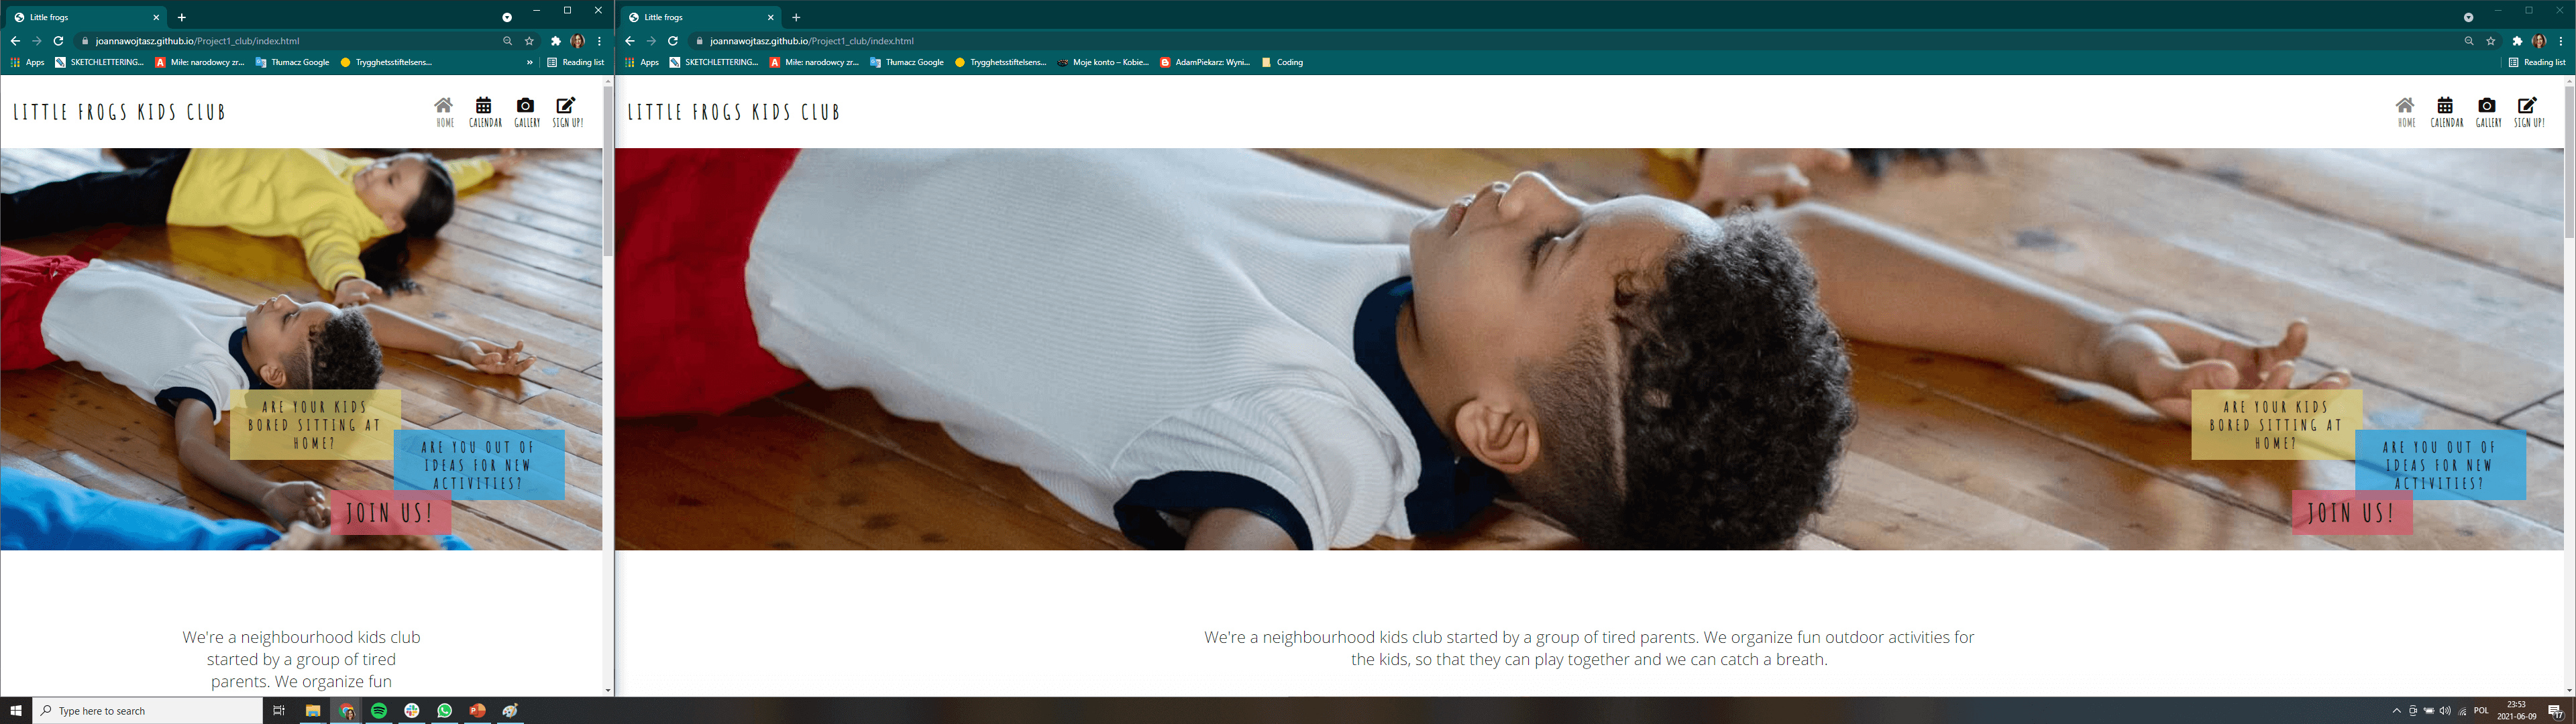 Little frogs
joannawojtasz.github.io/Project1_club/index.html
Apps
SKETCHLETTERING...
Miłe: narodowcy zr...
Tłumacz Google
Trygghetsstiftelsens...
»
Reading list
LITTLE FROGS KIDS CLUB
HOME
CALENDAR
GALLERY
SIGN UP!
ARE YOUR KIDS
BORED SITTING AT
HOME?
ARE YOU OUT OF
IDEAS FOR NEW
ACTIVITIES?
JOIN US!
We're a neighbourhood kids club
started by a group of tired
parents. We organize fun
Little frogs
joannawojtasz.github.io/Project1_club/index.html
Apps
SKETCHLETTERING...
Miłe: narodowcy zr...
Tłumacz Google
Trygghetsstiftelsens...
Moje konto – Kobie...
AdamPiekarz: Wyni...
Coding
Reading list
LITTLE FROGS KIDS CLUB
HOME
CALENDAR
GALLERY
SIGN UP!
ARE YOUR KIDS
BORED SITTING AT
HOME?
ARE YOU OUT OF
IDEAS FOR NEW
ACTIVITIES?
JOIN US!
We're a neighbourhood kids club started by a group of tired parents. We organize fun outdoor activities for
the kids, so that they can play together and we can catch a breath.
Type here to search
POL
23:53
2021-06-09
17